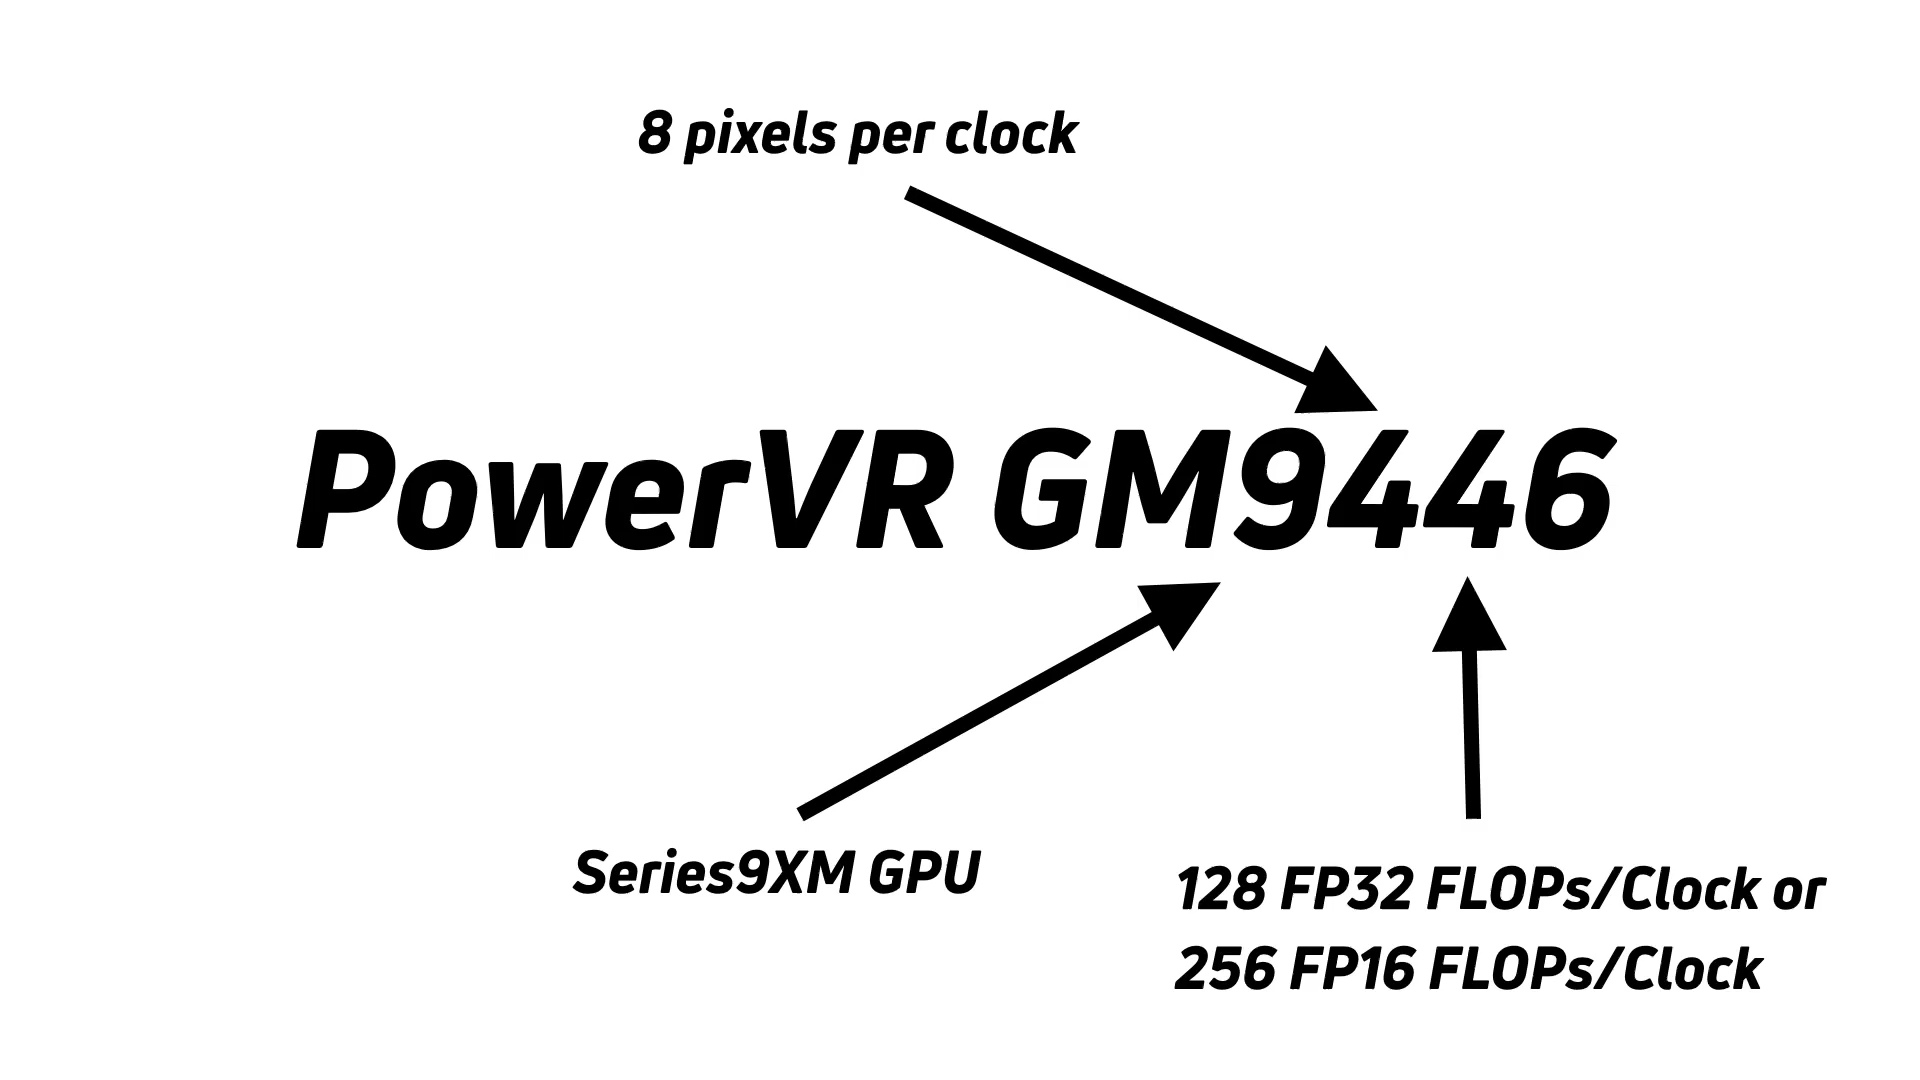 8 pixels per clock
PowerVR GM9446
Series9XM GPU
128 FP32 FLOPs/Clock or
256 FP16 FLOPs/Clock